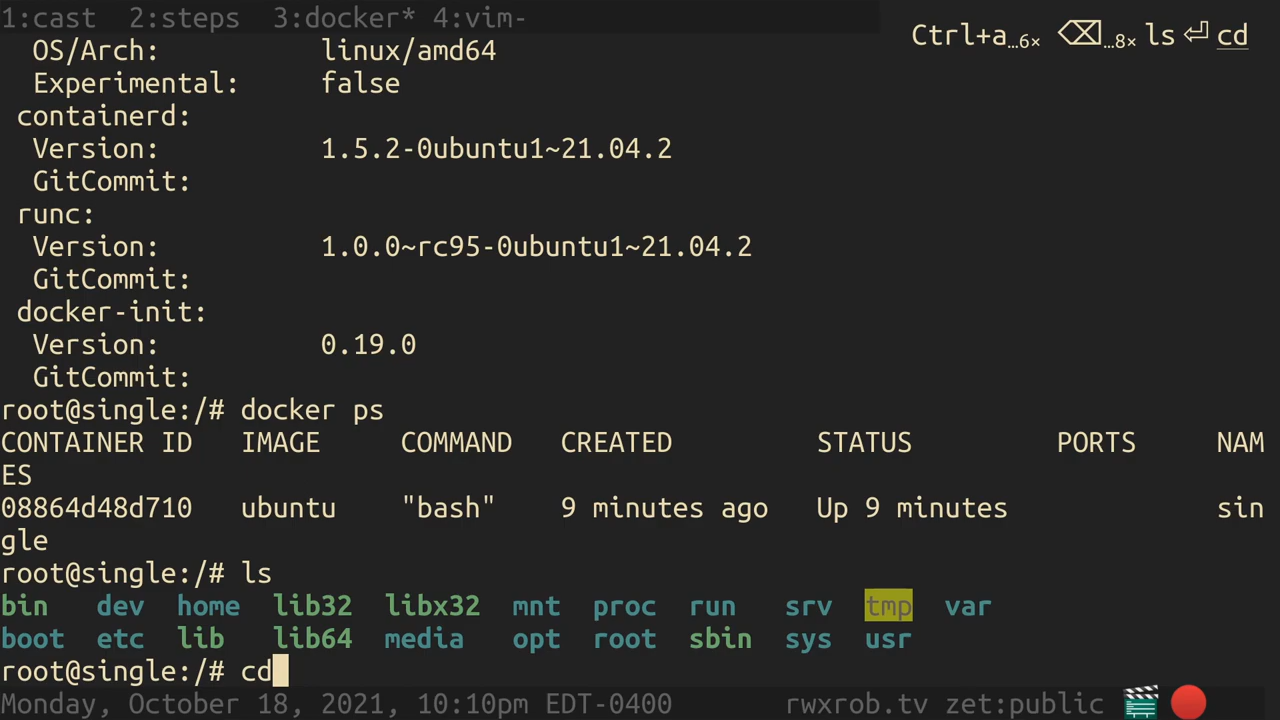 1:cast  2:steps  3:docker* 4:vim-
Ctrl+a…6× ⌫…8× ls ⏎ cd
  OS/Arch:          linux/amd64
  Experimental:     false
 containerd:
  Version:          1.5.2-0ubuntu1~21.04.2
  GitCommit:
 runc:
  Version:          1.0.0~rc95-0ubuntu1~21.04.2
  GitCommit:
 docker-init:
  Version:          0.19.0
  GitCommit:
root@single:/# docker ps
CONTAINER ID   IMAGE     COMMAND   CREATED         STATUS         PORTS     NAM
ES
08864d48d710   ubuntu    "bash"    9 minutes ago   Up 9 minutes             sin
gle
root@single:/# ls
bin   dev  home  lib32  libx32  mnt  proc  run   srv  tmp  var
boot  etc  lib   lib64  media   opt  root  sbin  sys  usr
root@single:/# cd
Monday, October 18, 2021, 10:10pm EDT-0400       rwxrob.tv zet:public 🎬 🔴